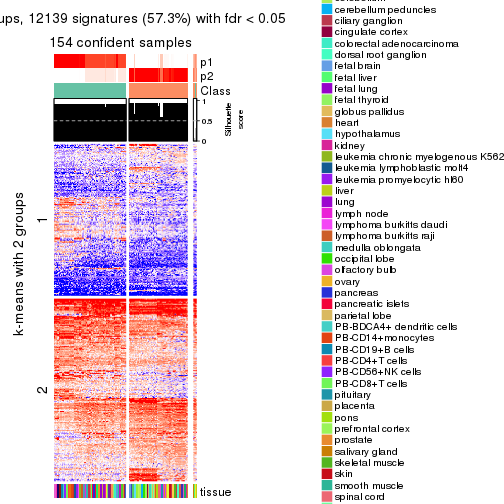 ups, 12139 signatures (57.3%) with fdr < 0.05
154 confident samples
p1
p2
Class
1
0.5
0
Silhouette
score
k-means with 2 groups
1
2
tissue
cerebellum peduncles
ciliary ganglion
cingulate cortex
colorectal adenocarcinoma
dorsal root ganglion
fetal brain
fetal liver
fetal lung
fetal thyroid
globus pallidus
heart
hypothalamus
kidney
leukemia chronic myelogenous K562
leukemia lymphoblastic molt4
leukemia promyelocytic hl60
liver
lung
lymph node
lymphoma burkitts daudi
lymphoma burkitts raji
medulla oblongata
occipital lobe
olfactory bulb
ovary
pancreas
pancreatic islets
parietal lobe
PB-BDCA4+ dendritic cells
PB-CD14+monocytes
PB-CD19+B cells
PB-CD4+T cells
PB-CD56+NK cells
PB-CD8+T cells
pituitary
placenta
pons
prefrontal cortex
prostate
salivary gland
skeletal muscle
skin
smooth muscle
spinal cord